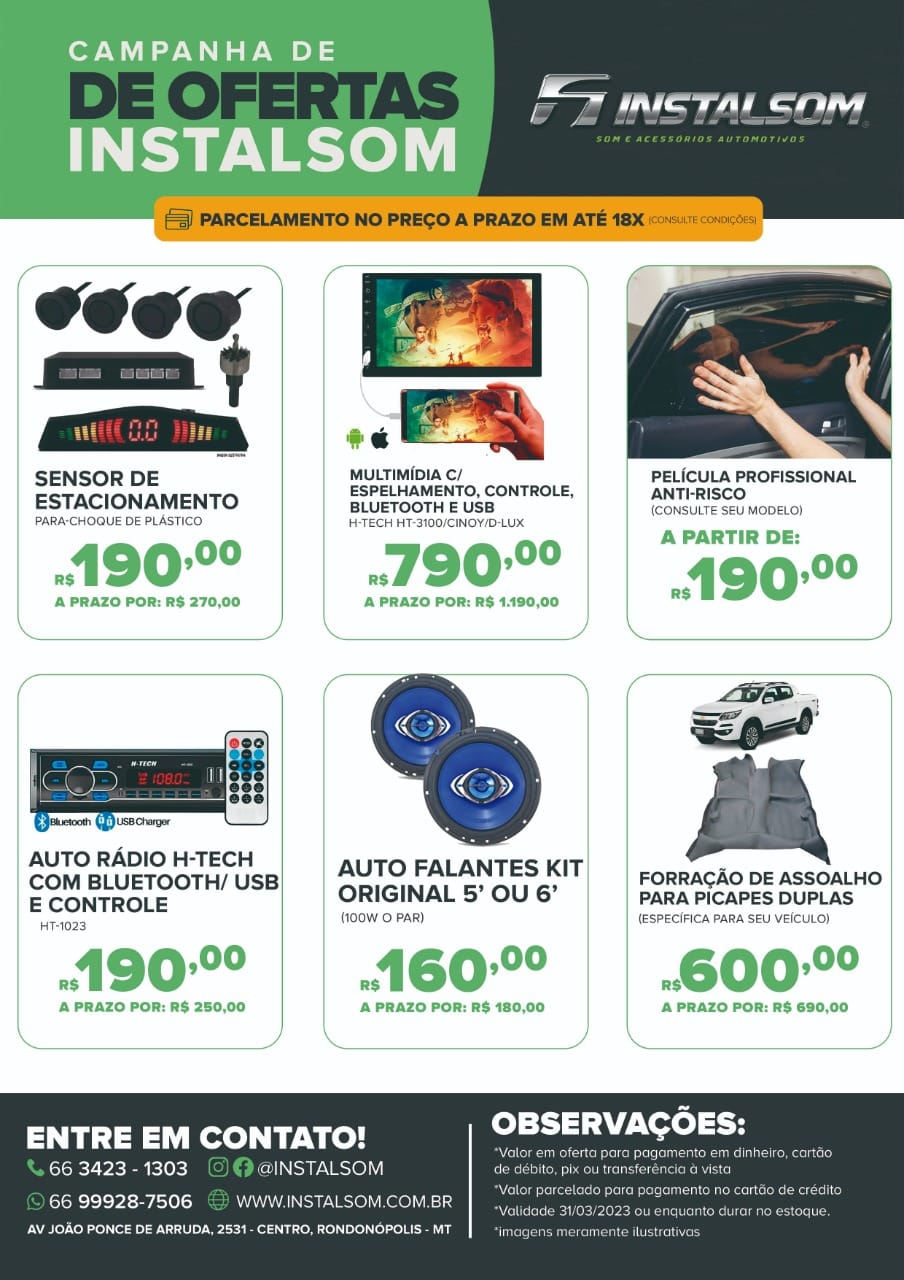 CAMPANHA DE
DE OFERTAS
INSTALSOM
INSTALSOM
SOM E ACESSÓRIOS AUTOMOTIVOS
PARCELAMENTO NO PREÇO A PRAZO EM ATÉ 18X (CONSULTE CONDIÇÕES)
0.0
SENSOR DE
ESTACIONAMENTO
PARA-CHOQUE DE PLÁSTICO
R$190,00
A PRAZO POR: R$ 270,00
MULTIMÍDIA C/
ESPELHAMENTO, CONTROLE,
BLUETOOTH E USB
H-TECH HT-3100/CINOY/D-LUX
R$790,00
A PRAZO POR: R$ 1.190,00
PELÍCULA PROFISSIONAL
ANTI-RISCO
(CONSULTE SEU MODELO)
A PARTIR DE:
R$190,00
H-TECH
108.0
Bluetooth USB Charger
AUTO RÁDIO H-TECH
COM BLUETOOTH/ USB
E CONTROLE
HT-1023
R$190,00
A PRAZO POR: R$ 250,00
AUTO FALANTES KIT
ORIGINAL 5’ OU 6’
(100W O PAR)
R$160,00
A PRAZO POR: R$ 180,00
FORRAÇÃO DE ASSOALHO
PARA PICAPES DUPLAS
(ESPECÍFICA PARA SEU VEÍCULO)
R$600,00
A PRAZO POR: R$ 690,00
ENTRE EM CONTATO!
66 3423 - 1303 @INSTALSOM
66 99928-7506 WWW.INSTALSOM.COM.BR
AV JOÃO PONCE DE ARRUDA, 2531 - CENTRO, RONDONÓPOLIS - MT
OBSERVAÇÕES:
*Valor em oferta para pagamento em dinheiro, cartão
de débito, pix ou transferência à vista
*Valor parcelado para pagamento no cartão de crédito
*Validade 31/03/2023 ou enquanto durar no estoque.
*imagens meramente ilustrativas